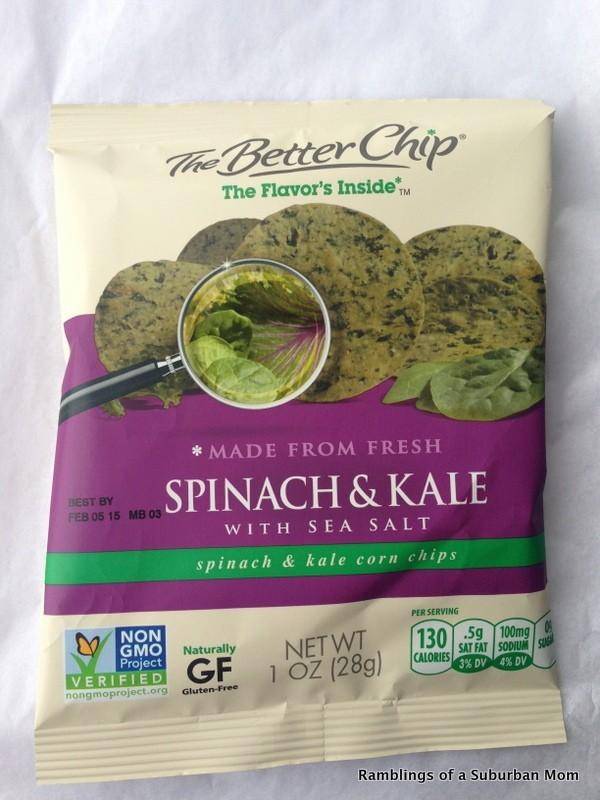 The Better Chip®
The Flavor's Inside*™
*MADE FROM FRESH
SPINACH & KALE
WITH SEA SALT
BEST BY
FEB 05 15 MB 03
spinach & kale corn chips
NON
GMO
Project
VERIFIED
nongmoproject.org
Naturally
GF
Gluten-Free
NET WT
1 OZ (28g)
PER SERVING
130
CALORIES
.5g
SAT FAT
3% DV
100mg
SODIUM
4% DV
Ramblings of a Suburban Mom